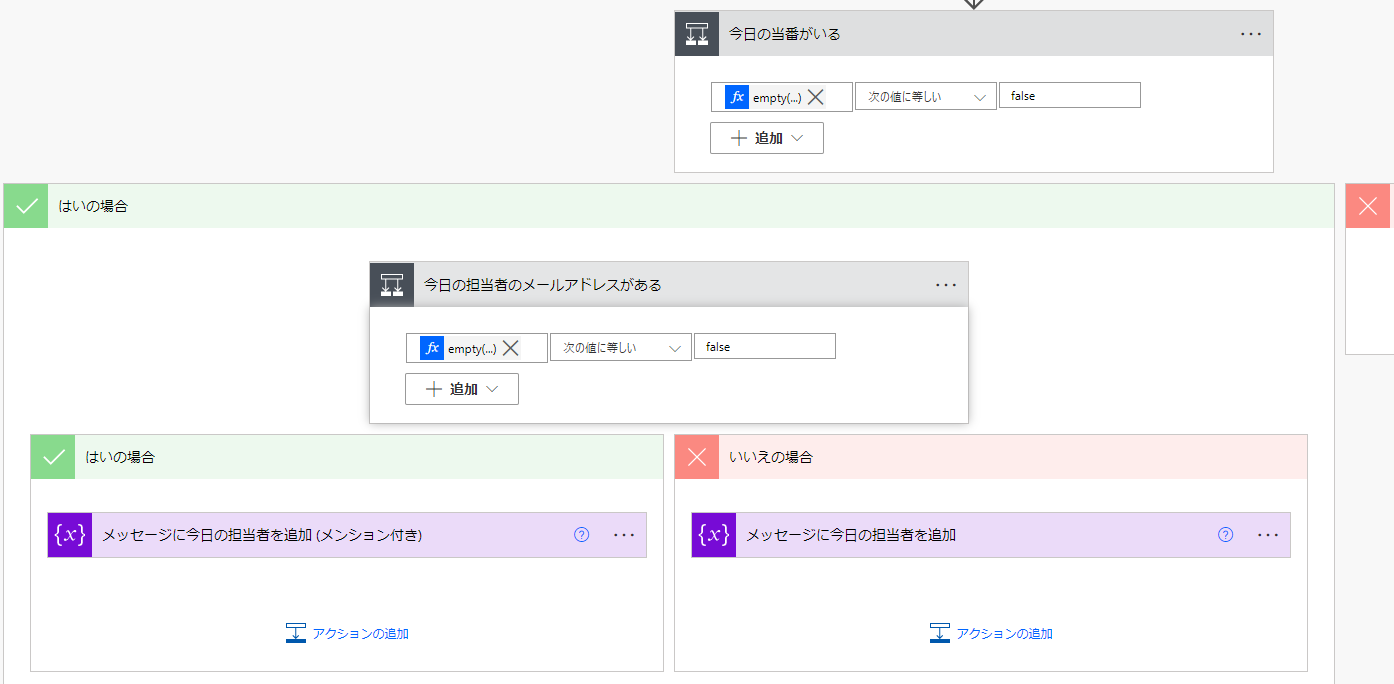 今日の当番がいる
fx empty(...) 次の値に等しい false
追加
はいの場合
今日の担当者のメールアドレスがある
fx empty(...) 次の値に等しい false
追加
はいの場合
いいえの場合
{x} メッセージに今日の担当者を追加 (メンション付き) ?
{x} メッセージに今日の担当者を追加 ?
アクションの追加
アクションの追加